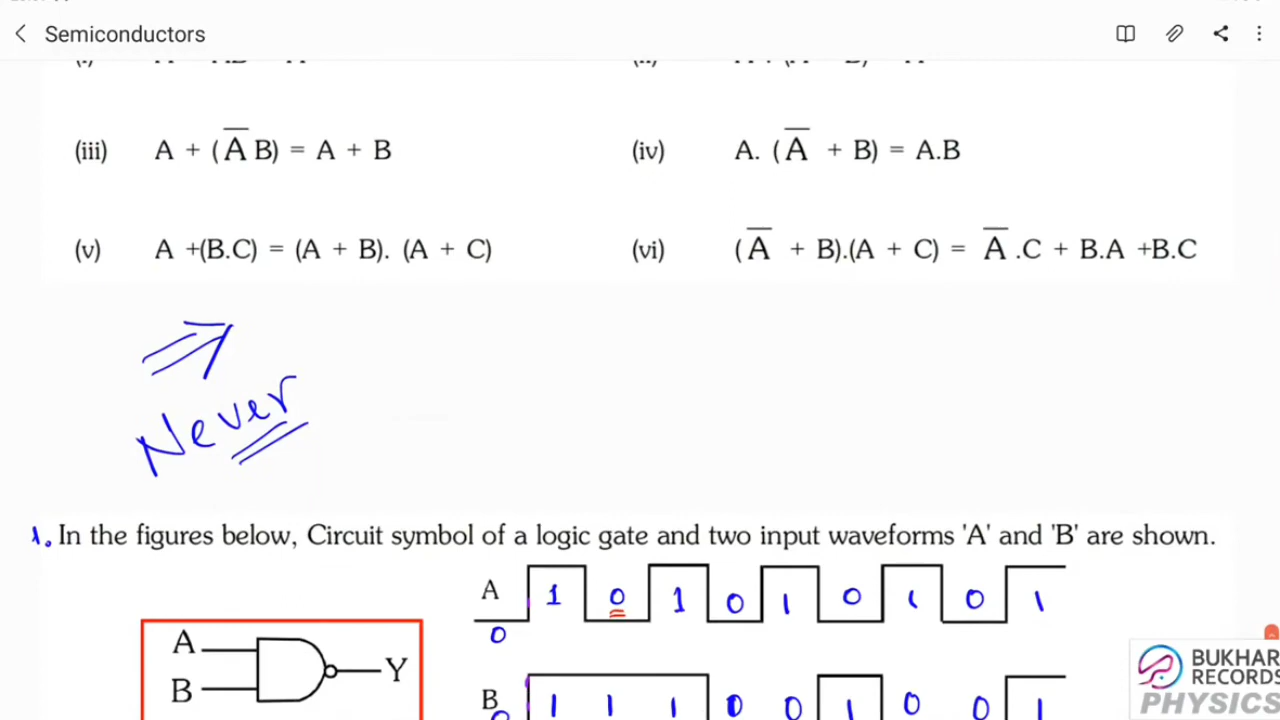 Semiconductors
(iii) A + (A̅ B) = A + B (iv) A. (A̅ + B) = A.B
(v) A +(B.C) = (A + B). (A + C) (vi) (A̅ + B).(A + C) = A̅ .C + B.A +B.C
⇒
Never
1. In the figures below, Circuit symbol of a logic gate and two input waveforms 'A' and 'B' are shown.
A 0 1 0 1 0 1 0 1 0 1
A
B
Y
B 0 1 1 1 0 0 1 0 0 1
BUKHARI
RECORDS
PHYSICS